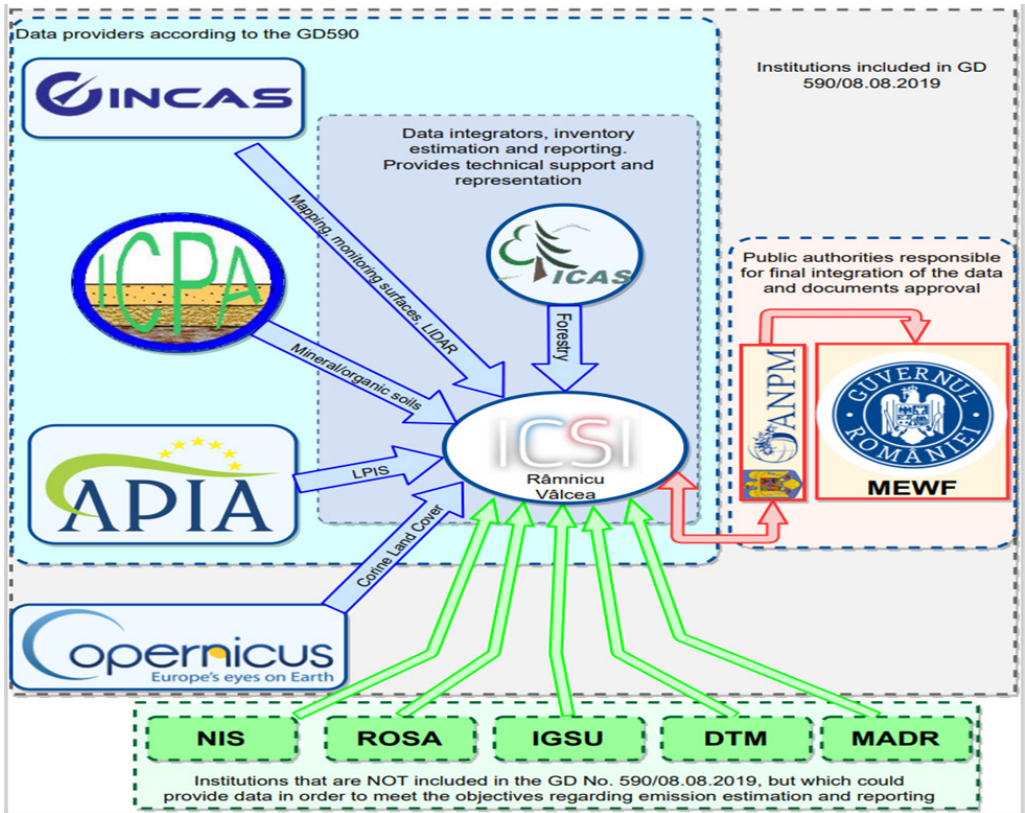 Data providers according to the GD590
INCAS
Institutions included in GD
590/08.08.2019
Data integrators, inventory
estimation and reporting.
Provides technical support and
representation
Mapping, monitoring surfaces, LIDAR
ICPA
ICAS
Forestry
Mineral/organic soils
Public authorities responsible
for final integration of the data
and documents approval
ANPM
GUVERNUL
ROMÂNIEI
MEWF
ICSI
Râmnicu
Vâlcea
APIA
LPIS
Corine Land Cover
Copernicus
Europe's eyes on Earth
NIS
ROSA
IGSU
DTM
MADR
Institutions that are NOT included in the GD No. 590/08.08.2019, but which could
provide data in order to meet the objectives regarding emission estimation and reporting